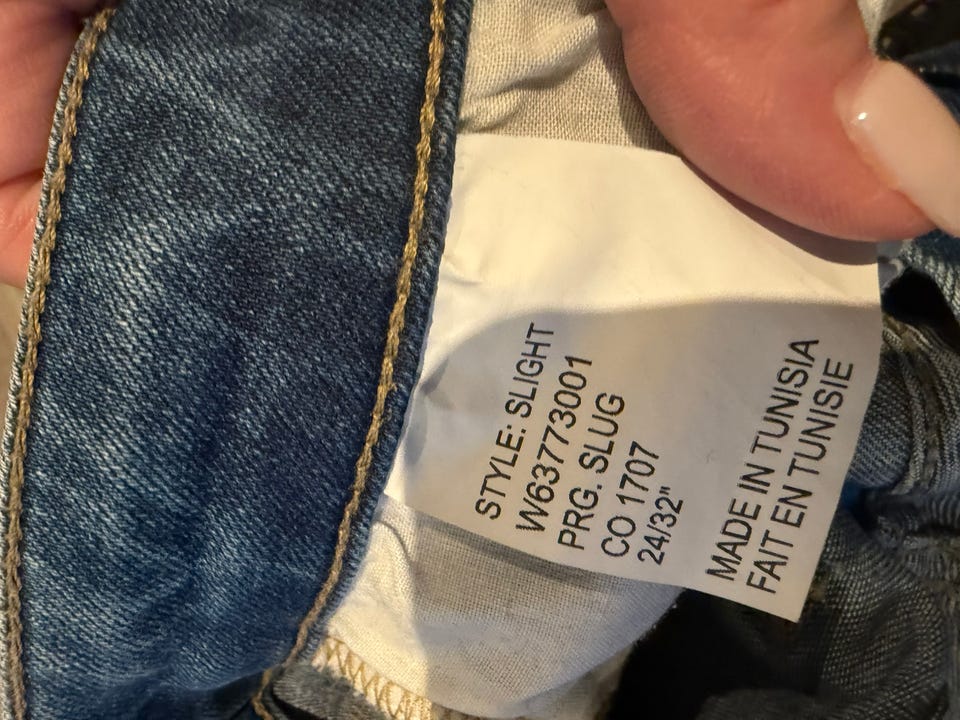 STYLE: SLIGHT
W63773001
PRG. SLUG
CO 1707
24/32"
MADE IN TUNISIA
FAIT EN TUNISIE